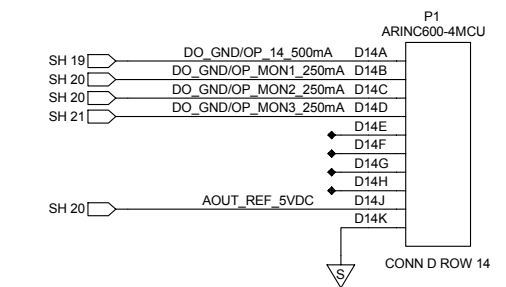 P1
ARINC600-4MCU
SH 19 DO_GND/OP_14_500mA D14A
SH 20 DO_GND/OP_MON1_250mA D14B
SH 20 DO_GND/OP_MON2_250mA D14C
SH 21 DO_GND/OP_MON3_250mA D14D
D14E
D14F
D14G
D14H
SH 20 AOUT_REF_5VDC D14J
D14K
S
CONN D ROW 14